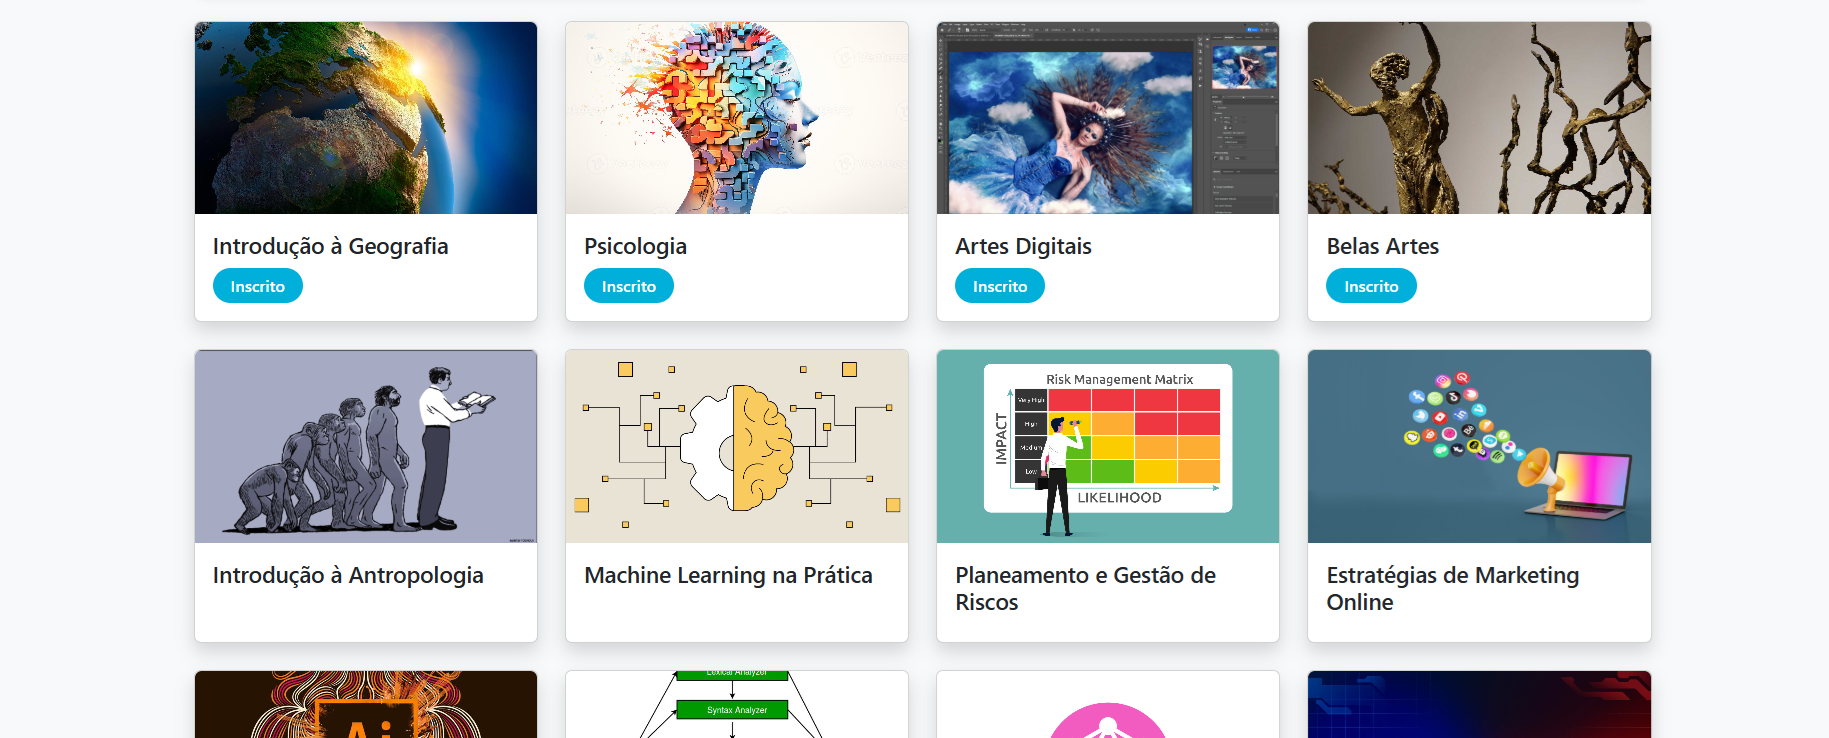 Introdução à Geografia
Psicologia
Artes Digitais
Belas Artes
Inscrito
Inscrito
Inscrito
Inscrito
Risk Management Matrix
Very High
High
Medium
Low
IMPACT
LIKELIHOOD
Introdução à Antropologia
Machine Learning na Prática
Planeamento e Gestão de
Riscos
Estratégias de Marketing
Online
Lexical Analyzer
Syntax Analyzer
Ai